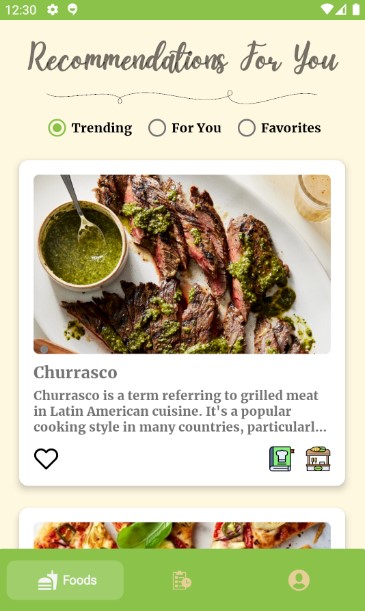 12:30
Recommendations For You
Trending
For You
Favorites
Churrasco
Churrasco is a term referring to grilled meat
in Latin American cuisine. It's a popular
cooking style in many countries, particularl...
Foods